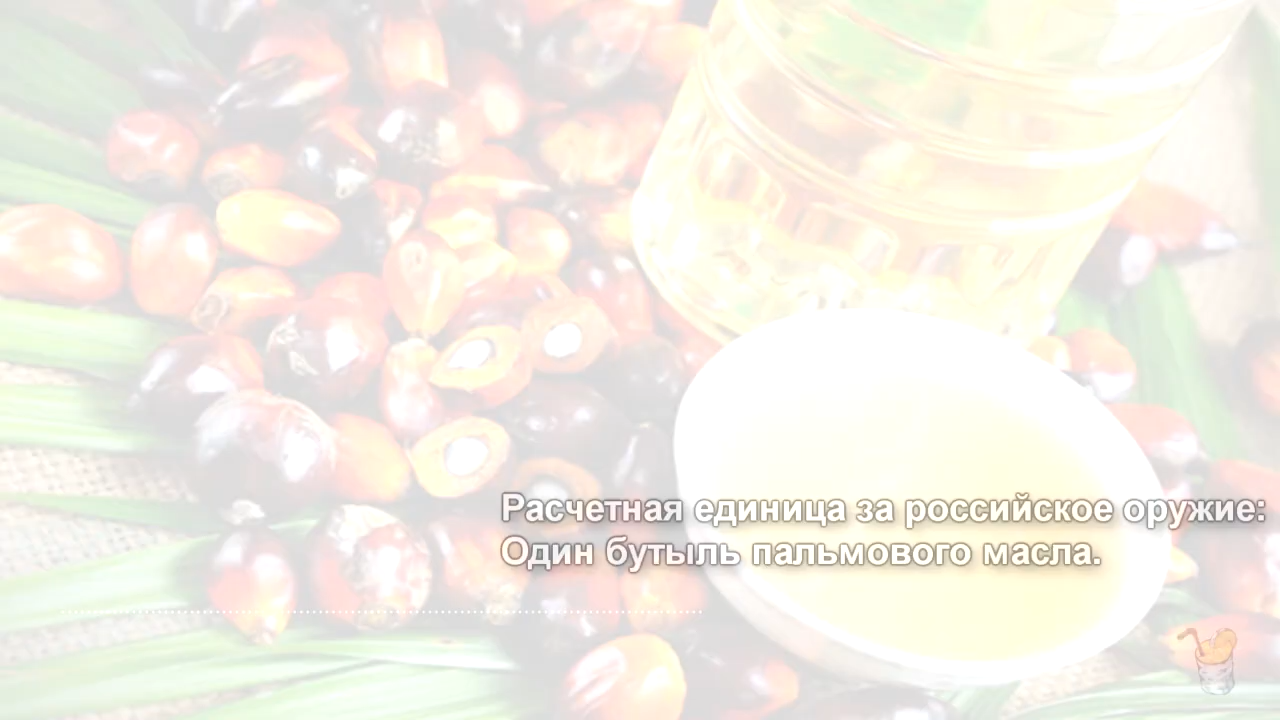 Расчетная единица за российское оружие:
Один бутыль пальмового масла.